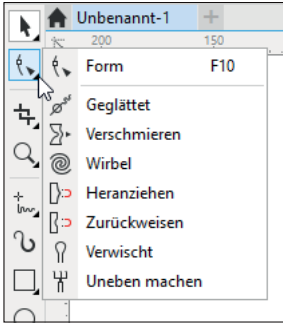 Unbenannt-1
200 150
Form F10
Geglättet
Verschmieren
Wirbel
Heranziehen
Zurückweisen
Verwischt
Uneben machen